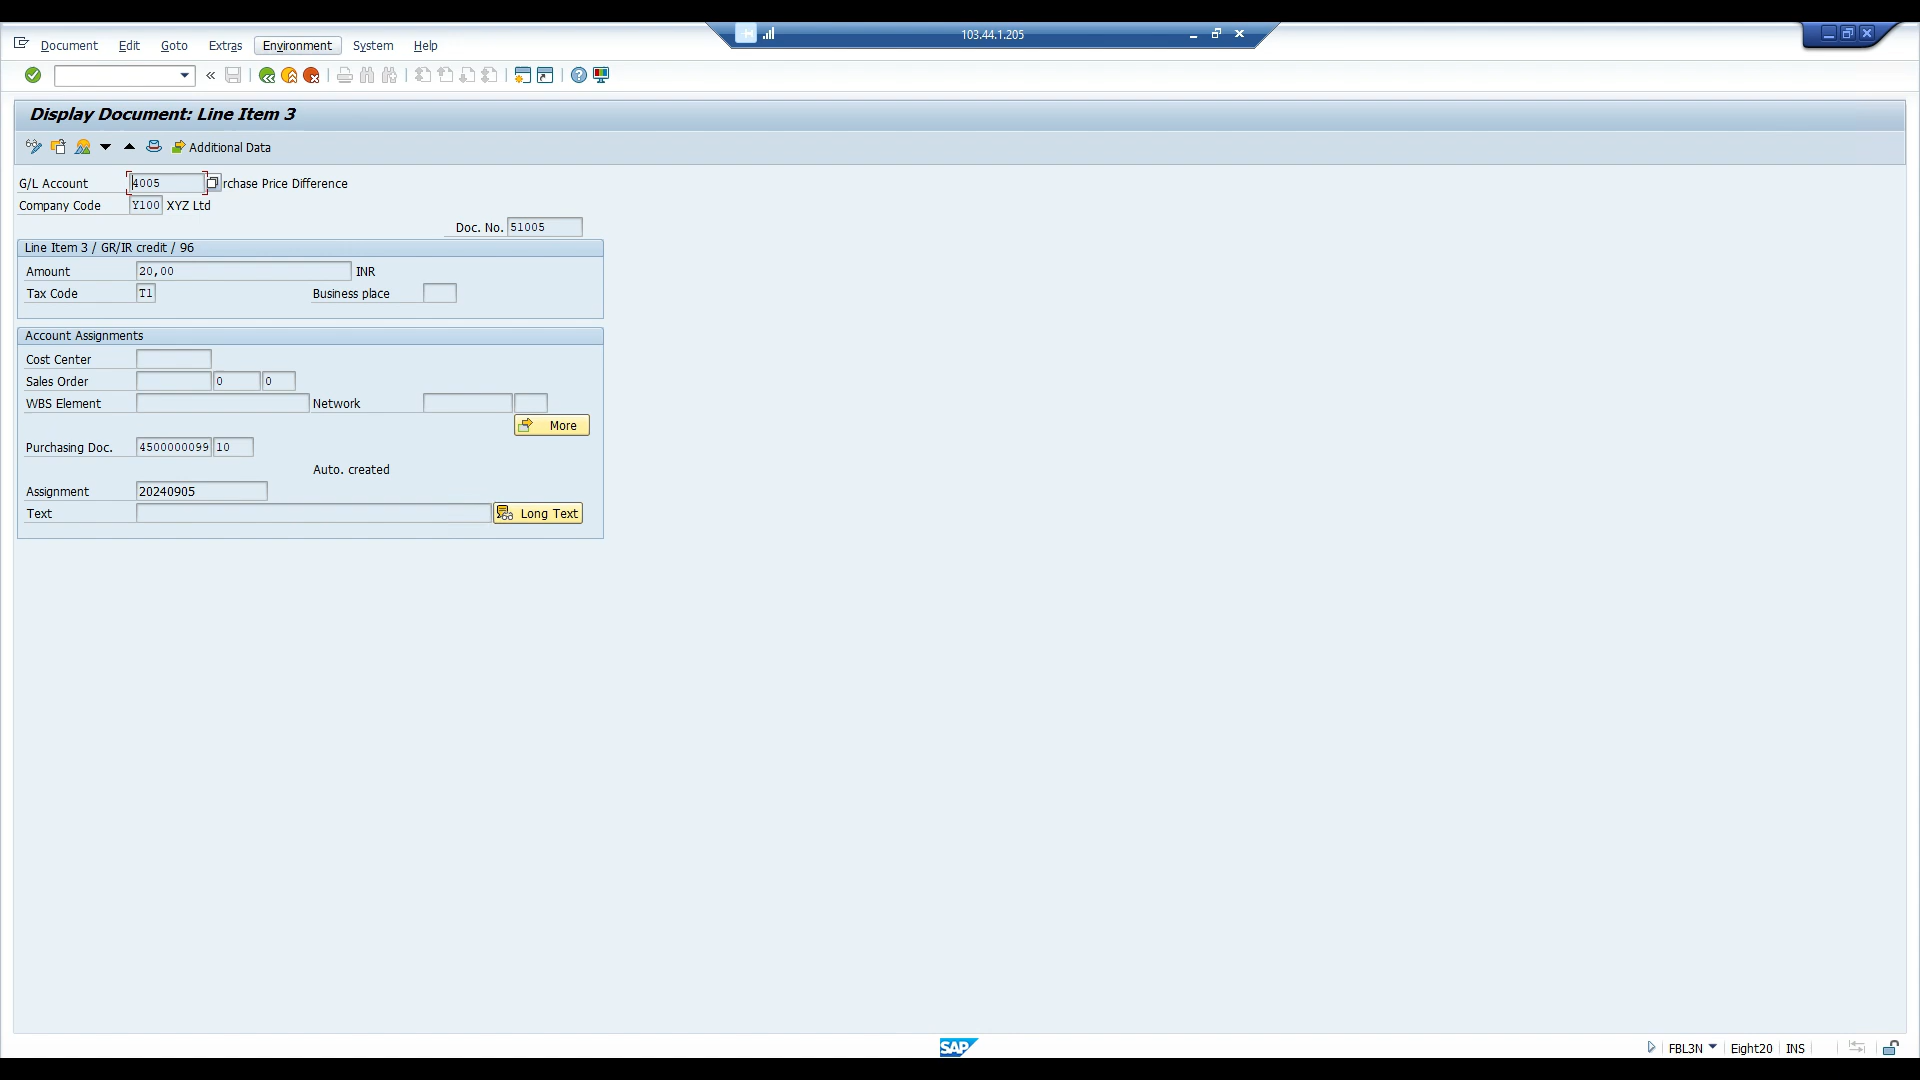 103.44.1.205
Document Edit Goto Extras Environment System Help
Display Document: Line Item 3
Additional Data
G/L Account 4005 rchase Price Difference
Company Code Y100 XYZ Ltd
Doc. No. 51005
Line Item 3 / GR/IR credit / 96
Amount 20,00 INR
Tax Code T1 Business place
Account Assignments
Cost Center
Sales Order 0 0
WBS Element Network
More
Purchasing Doc. 4500000099 10
Auto. created
Assignment 20240905
Text Long Text
SAP
FBL3N Eight20 INS